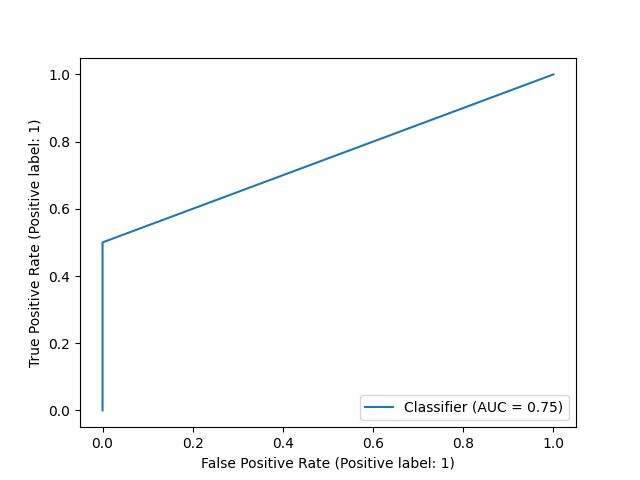 1.0
0.8
0.6
0.4
0.2
0.0
True Positive Rate (Positive label: 1)
Classifier (AUC = 0.75)
0.0 0.2 0.4 0.6 0.8 1.0
False Positive Rate (Positive label: 1)